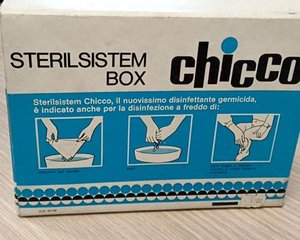 STERILSISTEM
BOX
chicco
Sterilsistem Chicco, il nuovissimo disinfettante germicida,
è indicato anche per la disinfezione a freddo di: